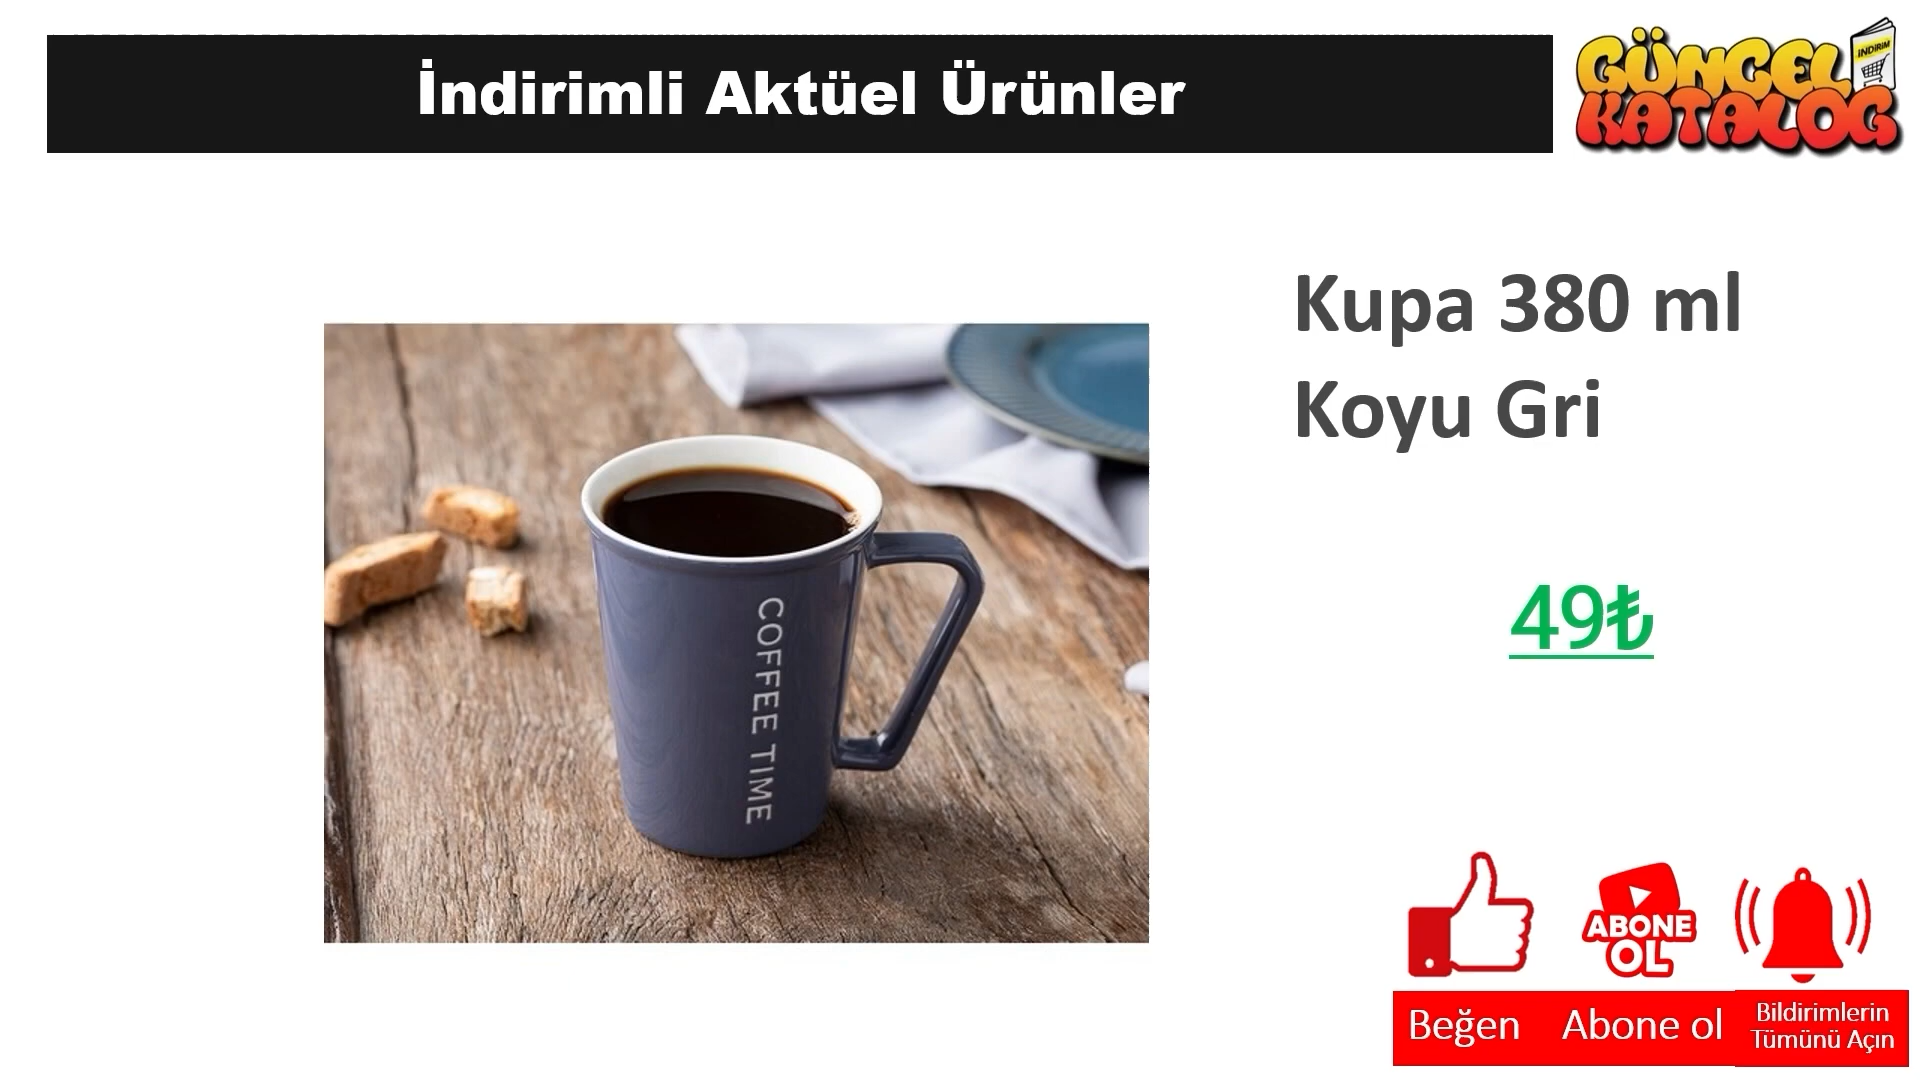 İndirimli Aktüel Ürünler
GÜNCEL
KATALOG
İNDİRİM
Kupa 380 ml
Koyu Gri
49₺
COFFEE TIME
ABONE
OL
Beğen
Abone ol
Bildirimlerin
Tümünü Açın